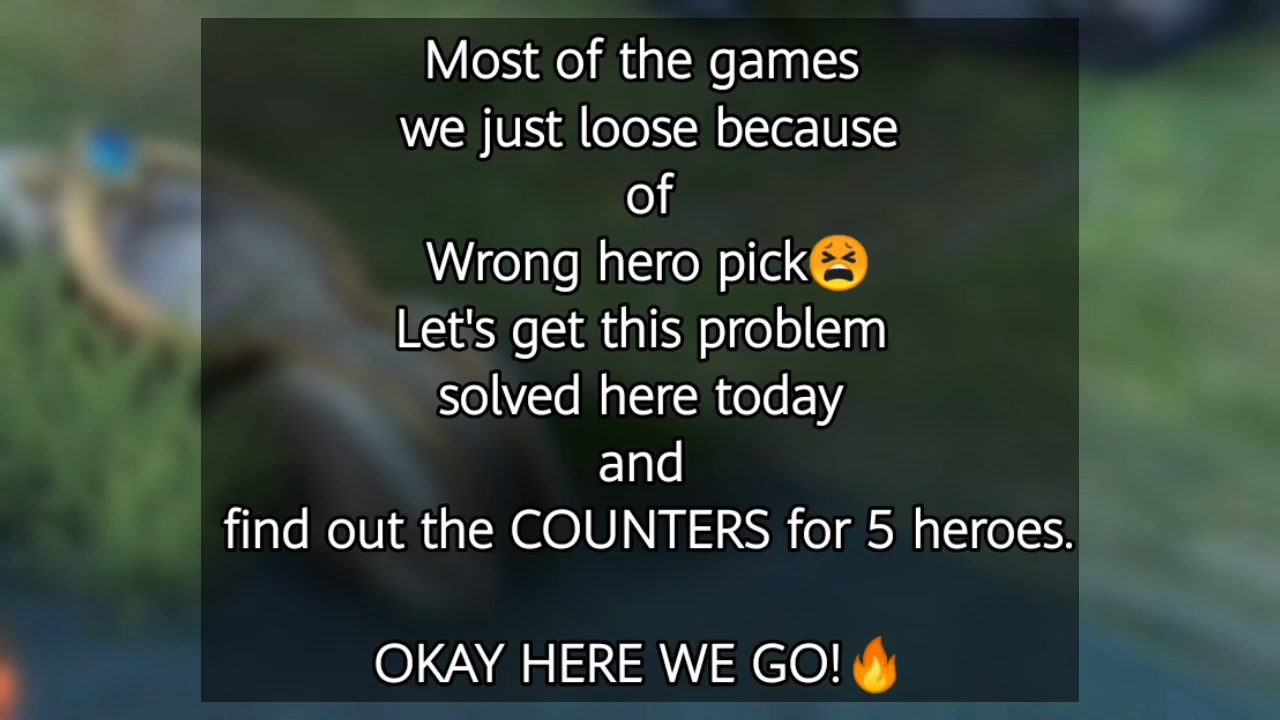 Most of the games
we just loose because
of
Wrong hero pick😫
Let's get this problem
solved here today
and
find out the COUNTERS for 5 heroes.
OKAY HERE WE GO!🔥